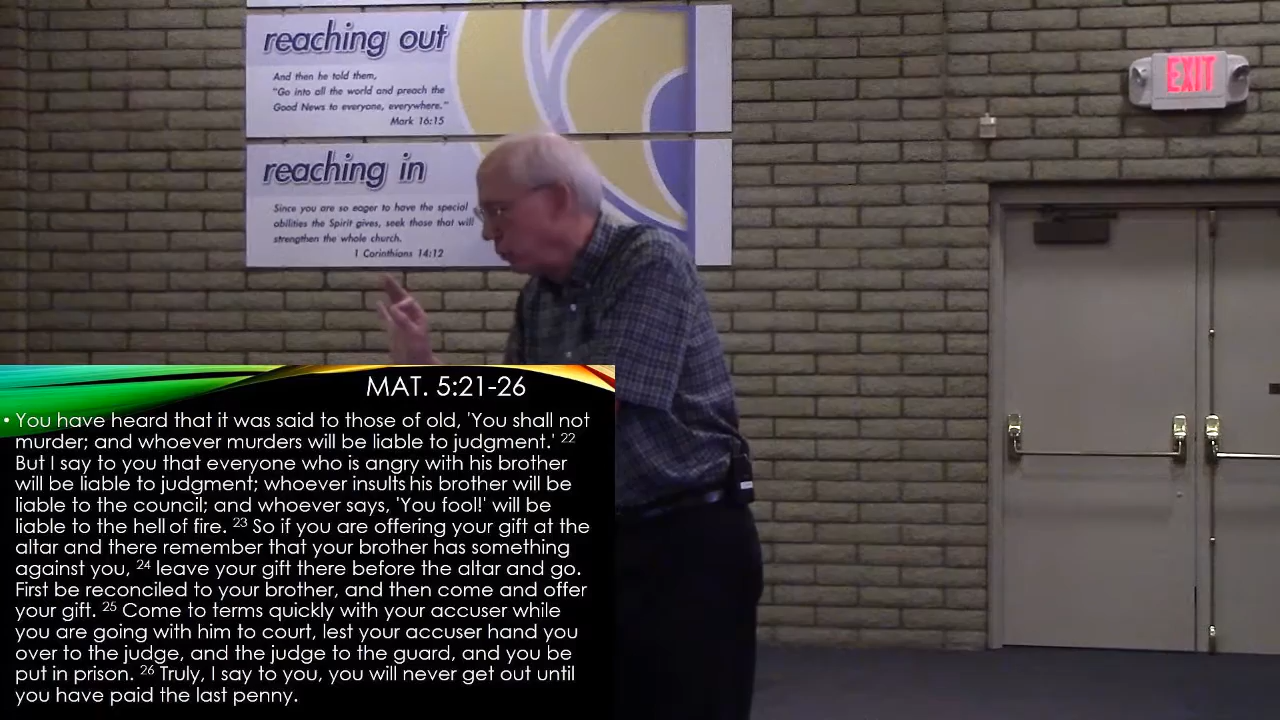 reaching out
And then he told them,
"Go into all the world and preach the
Good News to everyone, everywhere."
Mark 16:15
reaching in
Since you are so eager to have the special
abilities the Spirit gives, seek those that will
strengthen the whole church.
1 Corinthians 14:12
EXIT
MAT. 5:21-26
• You have heard that it was said to those of old, 'You shall not
murder; and whoever murders will be liable to judgment.' 22
But I say to you that everyone who is angry with his brother
will be liable to judgment; whoever insults his brother will be
liable to the council; and whoever says, 'You fool!' will be
liable to the hell of fire. 23 So if you are offering your gift at the
altar and there remember that your brother has something
against you, 24 leave your gift there before the altar and go.
First be reconciled to your brother, and then come and offer
your gift. 25 Come to terms quickly with your accuser while
you are going with him to court, lest your accuser hand you
over to the judge, and the judge to the guard, and you be
put in prison. 26 Truly, I say to you, you will never get out until
you have paid the last penny.